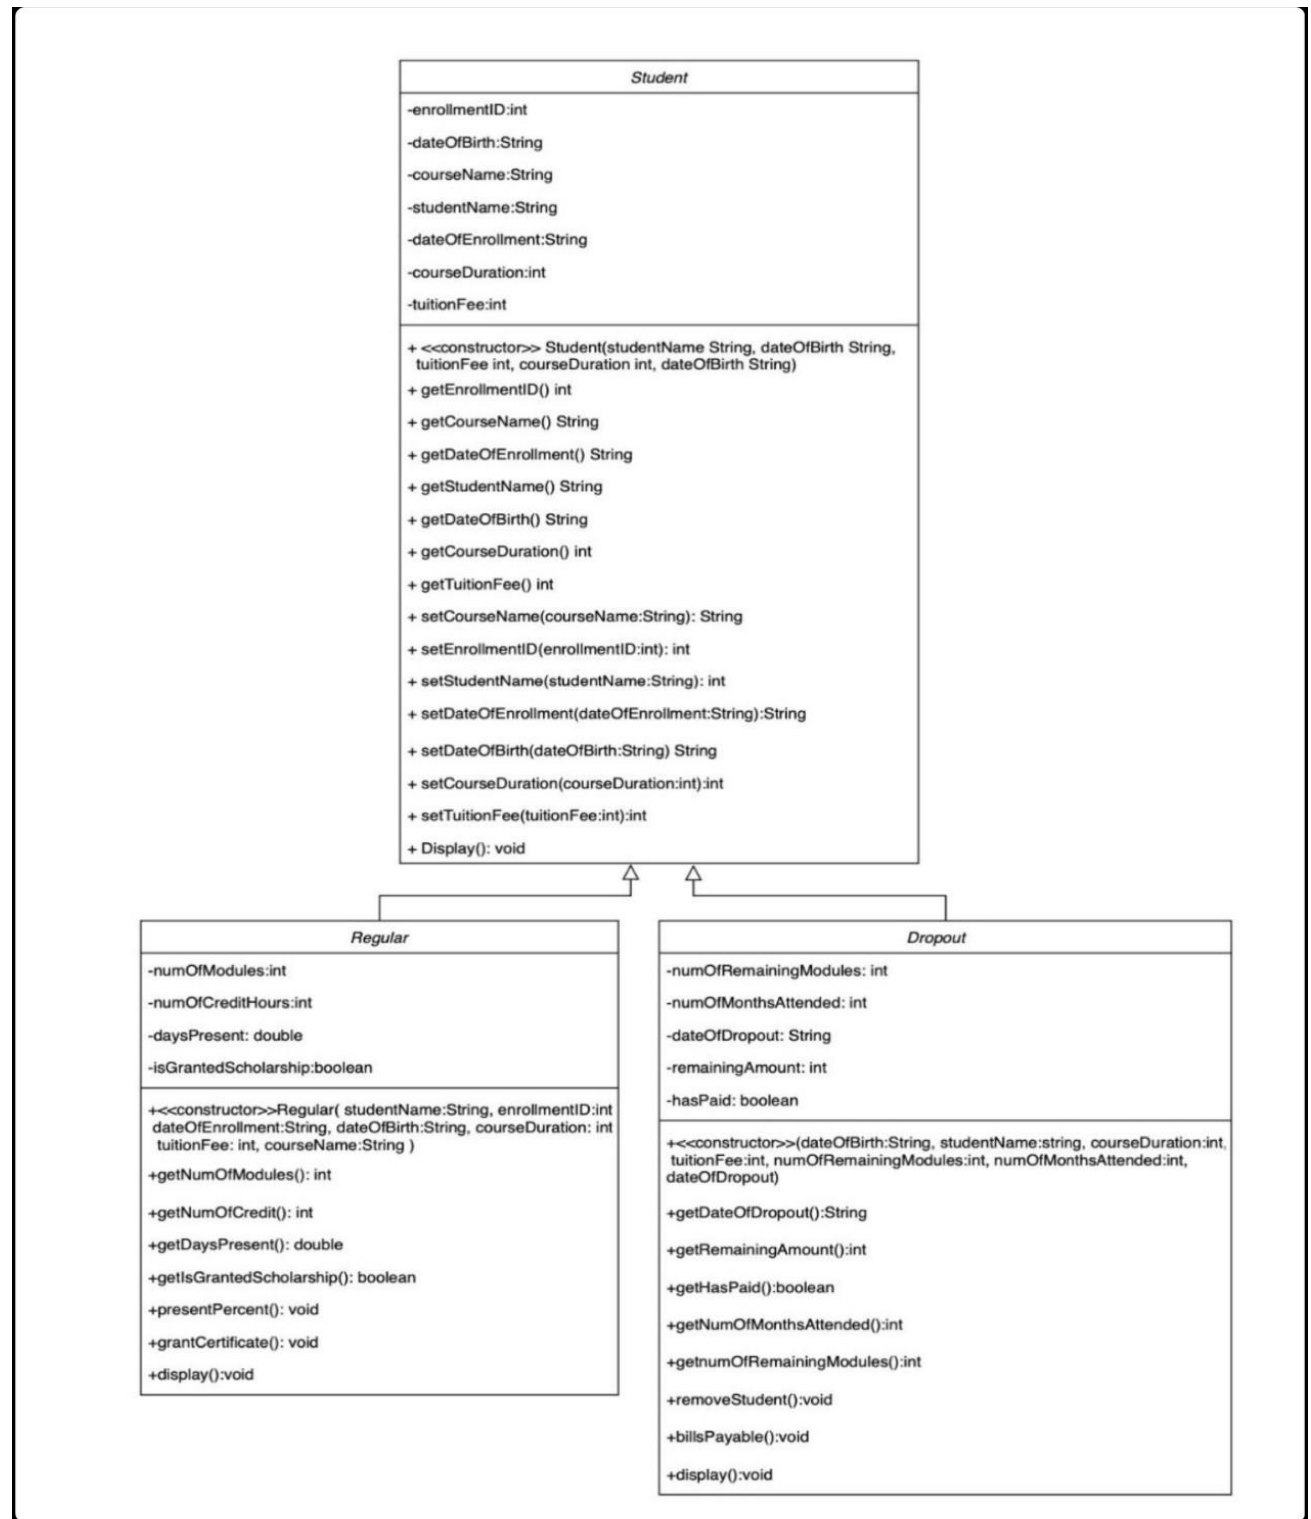 Student
-enrollmentID:int
-dateOfBirth:String
-courseName:String
-studentName:String
-dateOfEnrollment:String
-courseDuration:int
-tuitionFee:int
+ <<constructor>> Student(studentName String, dateOfBirth String,
tuitionFee int, courseDuration int, dateOfBirth String)
+ getEnrollmentID() int
+ getCourseName() String
+ getDateOfEnrollment() String
+ getStudentName() String
+ getDateOfBirth() String
+ getCourseDuration() int
+ getTuitionFee() int
+ setCourseName(courseName:String): String
+ setEnrollmentID(enrollmentID:int): int
+ setStudentName(studentName:String): int
+ setDateOfEnrollment(dateOfEnrollment:String):String
+ setDateOfBirth(dateOfBirth:String) String
+ setCourseDuration(courseDuration:int):int
+ setTuitionFee(tuitionFee:int):int
+ Display(): void
Regular
-numOfModules:int
-numOfCreditHours:int
-daysPresent: double
-isGrantedScholarship:boolean
+<<constructor>>Regular( studentName:String, enrollmentID:int
dateOfEnrollment:String, dateOfBirth:String, courseDuration: int
tuitionFee: int, courseName:String )
+getNumOfModules(): int
+getNumOfCredit(): int
+getDaysPresent(): double
+getIsGrantedScholarship(): boolean
+presentPercent(): void
+grantCertificate(): void
+display():void
Dropout
-numOfRemainingModules: int
-numOfMonthsAttended: int
-dateOfDropout: String
-remainingAmount: int
-hasPaid: boolean
+<<constructor>>(dateOfBirth:String, studentName:string, courseDuration:int,
tuitionFee:int, numOfRemainingModules:int, numOfMonthsAttended:int,
dateOfDropout)
+getDateOfDropout():String
+getRemainingAmount():int
+getHasPaid():boolean
+getNumOfMonthsAttended():int
+getnumOfRemainingModules():int
+removeStudent():void
+billsPayable():void
+display():void